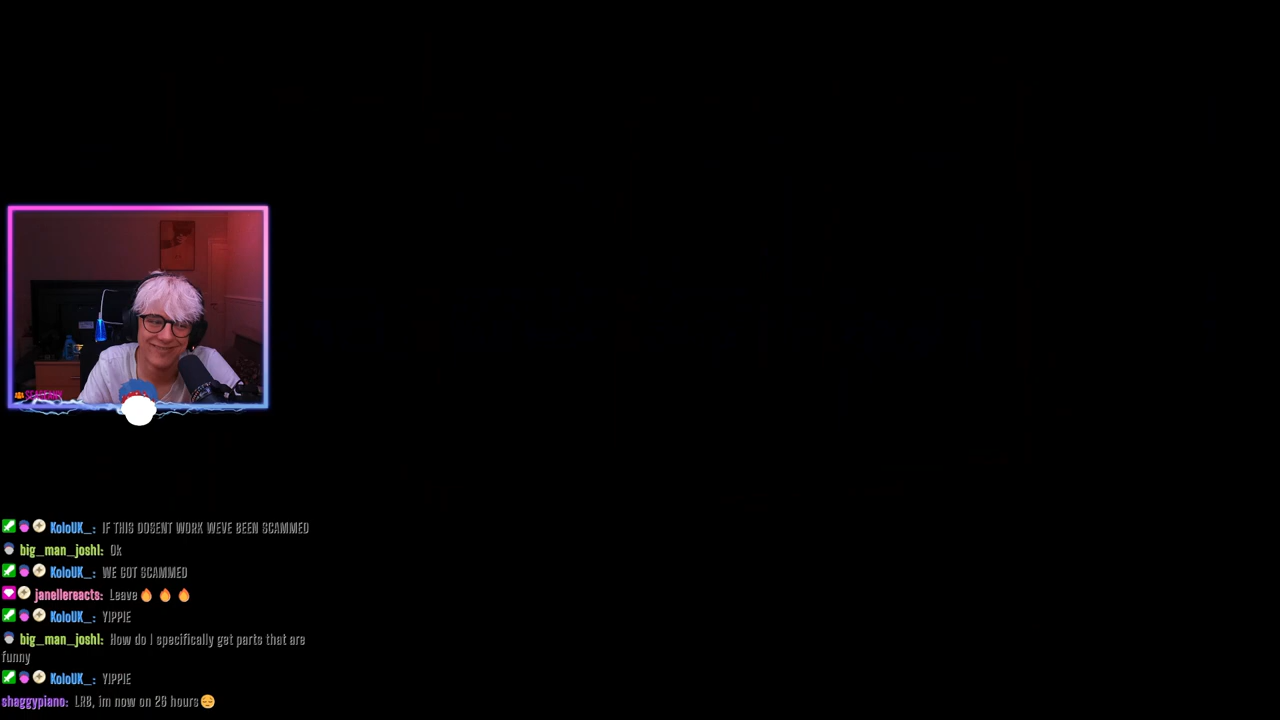 KoloUK_: IF THIS DOSENT WORK WEVE BEEN SCAMMED
big_man_joshl: Ok
KoloUK_: WE GOT SCAMMED
janellereacts: Leave🔥 🔥 🔥
KoloUK_: YIPPIE
big_man_joshl: How do I specifically get parts that are
funny
KoloUK_: YIPPIE
shaggypiano: LRB, im now on 26 hours😔